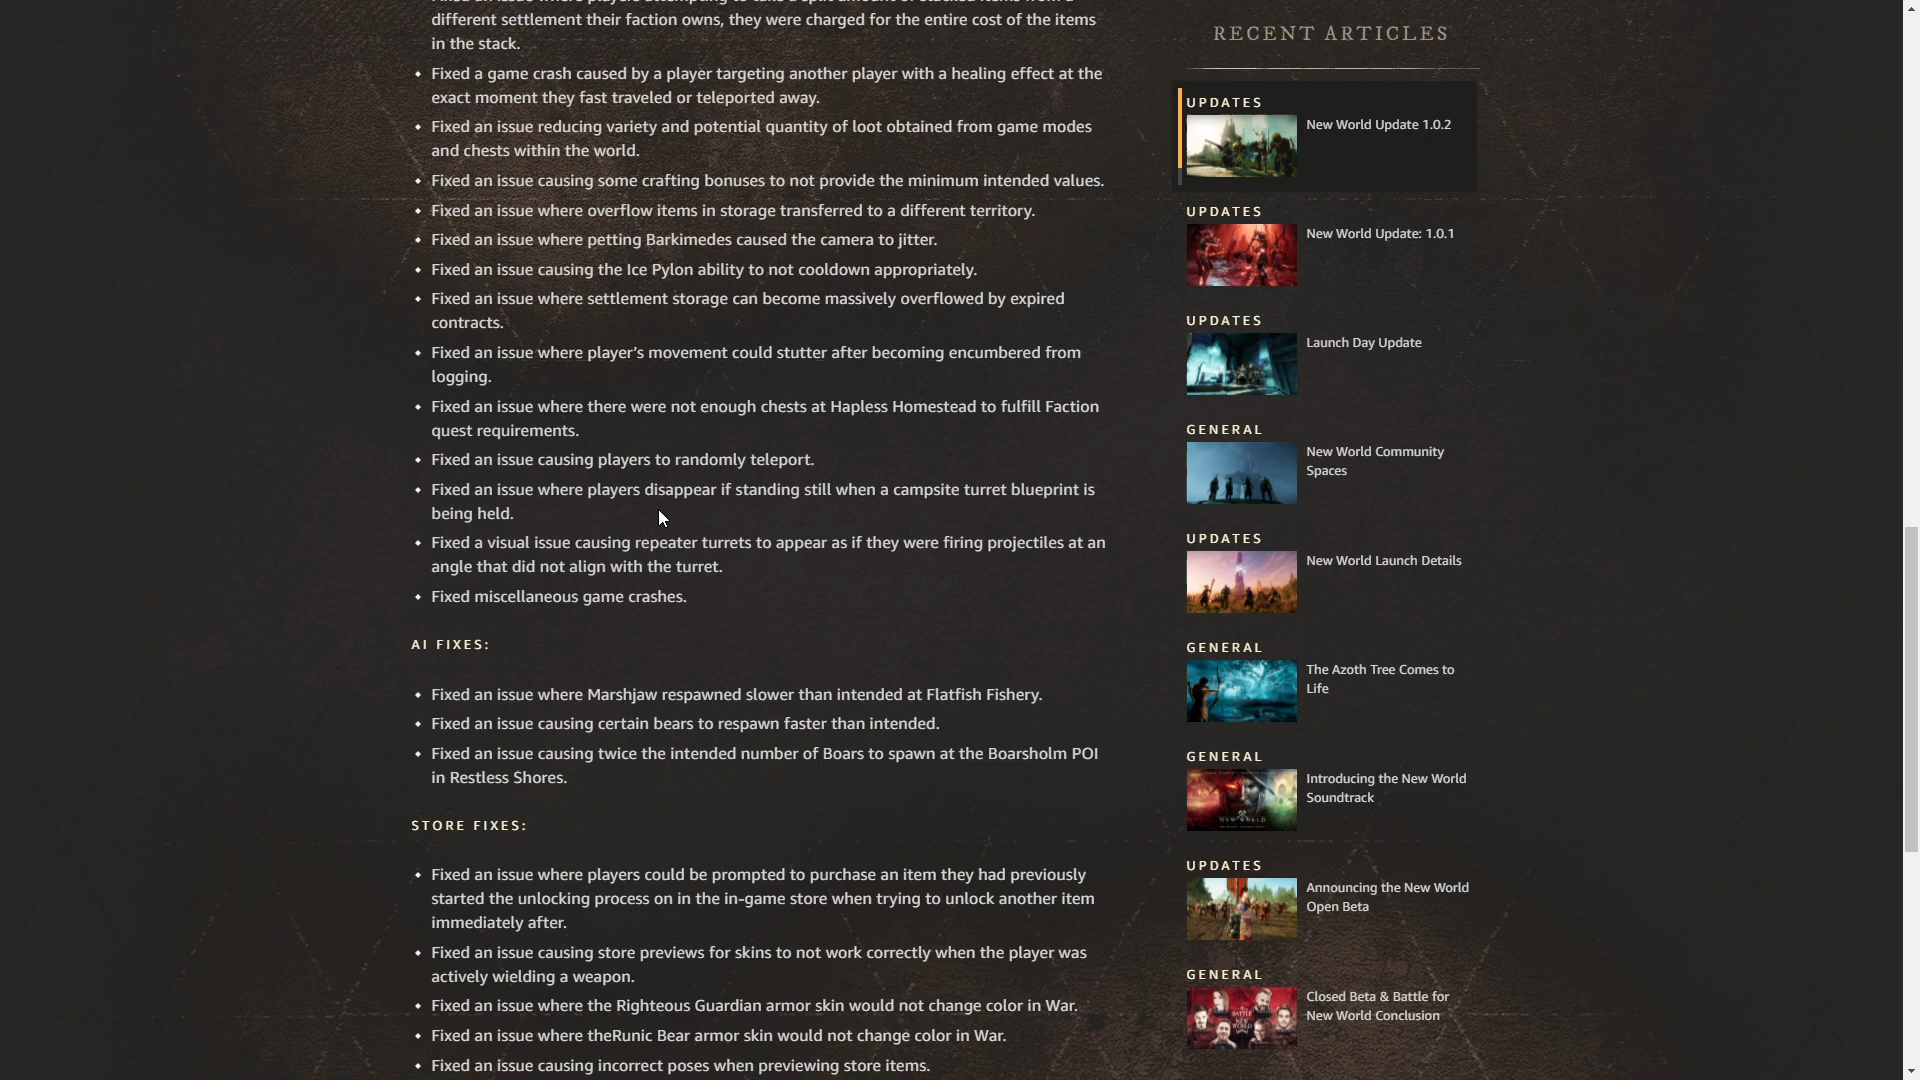 Fixed an issue where players attempting to take a split amount of stacked items from a
different settlement their faction owns, they were charged for the entire cost of the items
in the stack.
Fixed a game crash caused by a player targeting another player with a healing effect at the
exact moment they fast traveled or teleported away.
Fixed an issue reducing variety and potential quantity of loot obtained from game modes
and chests within the world.
Fixed an issue causing some crafting bonuses to not provide the minimum intended values.
Fixed an issue where overflow items in storage transferred to a different territory.
Fixed an issue where petting Barkimedes caused the camera to jitter.
Fixed an issue causing the Ice Pylon ability to not cooldown appropriately.
Fixed an issue where settlement storage can become massively overflowed by expired
contracts.
Fixed an issue where player’s movement could stutter after becoming encumbered from
logging.
Fixed an issue where there were not enough chests at Hapless Homestead to fulfill Faction
quest requirements.
Fixed an issue causing players to randomly teleport.
Fixed an issue where players disappear if standing still when a campsite turret blueprint is
being held.
Fixed a visual issue causing repeater turrets to appear as if they were firing projectiles at an
angle that did not align with the turret.
Fixed miscellaneous game crashes.
AI FIXES:
Fixed an issue where Marshjaw respawned slower than intended at Flatfish Fishery.
Fixed an issue causing certain bears to respawn faster than intended.
Fixed an issue causing twice the intended number of Boars to spawn at the Boarsholm POI
in Restless Shores.
STORE FIXES:
Fixed an issue where players could be prompted to purchase an item they had previously
started the unlocking process on in the in-game store when trying to unlock another item
immediately after.
Fixed an issue causing store previews for skins to not work correctly when the player was
actively wielding a weapon.
Fixed an issue where the Righteous Guardian armor skin would not change color in War.
Fixed an issue where theRunic Bear armor skin would not change color in War.
Fixed an issue causing incorrect poses when previewing store items.
RECENT ARTICLES
UPDATES
New World Update 1.0.2
UPDATES
New World Update: 1.0.1
UPDATES
Launch Day Update
GENERAL
New World Community
Spaces
UPDATES
New World Launch Details
GENERAL
The Azoth Tree Comes to
Life
GENERAL
Introducing the New World
Soundtrack
NEW WORLD
UPDATES
Announcing the New World
Open Beta
GENERAL
Closed Beta & Battle for
New World Conclusion
BATTLE
NEW WORLD